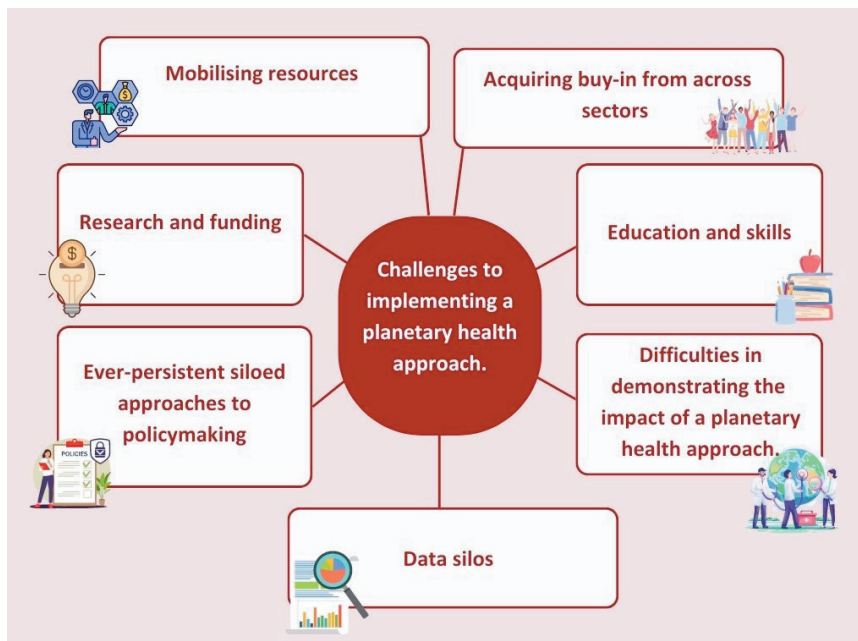 Mobilising resources
Acquiring buy-in from across
sectors
Research and funding
Education and skills
Challenges to
implementing a
planetary health
approach.
Ever-persistent siloed
approaches to
policymaking
POLICIES
Difficulties in
demonstrating the
impact of a planetary
health approach.
Data silos